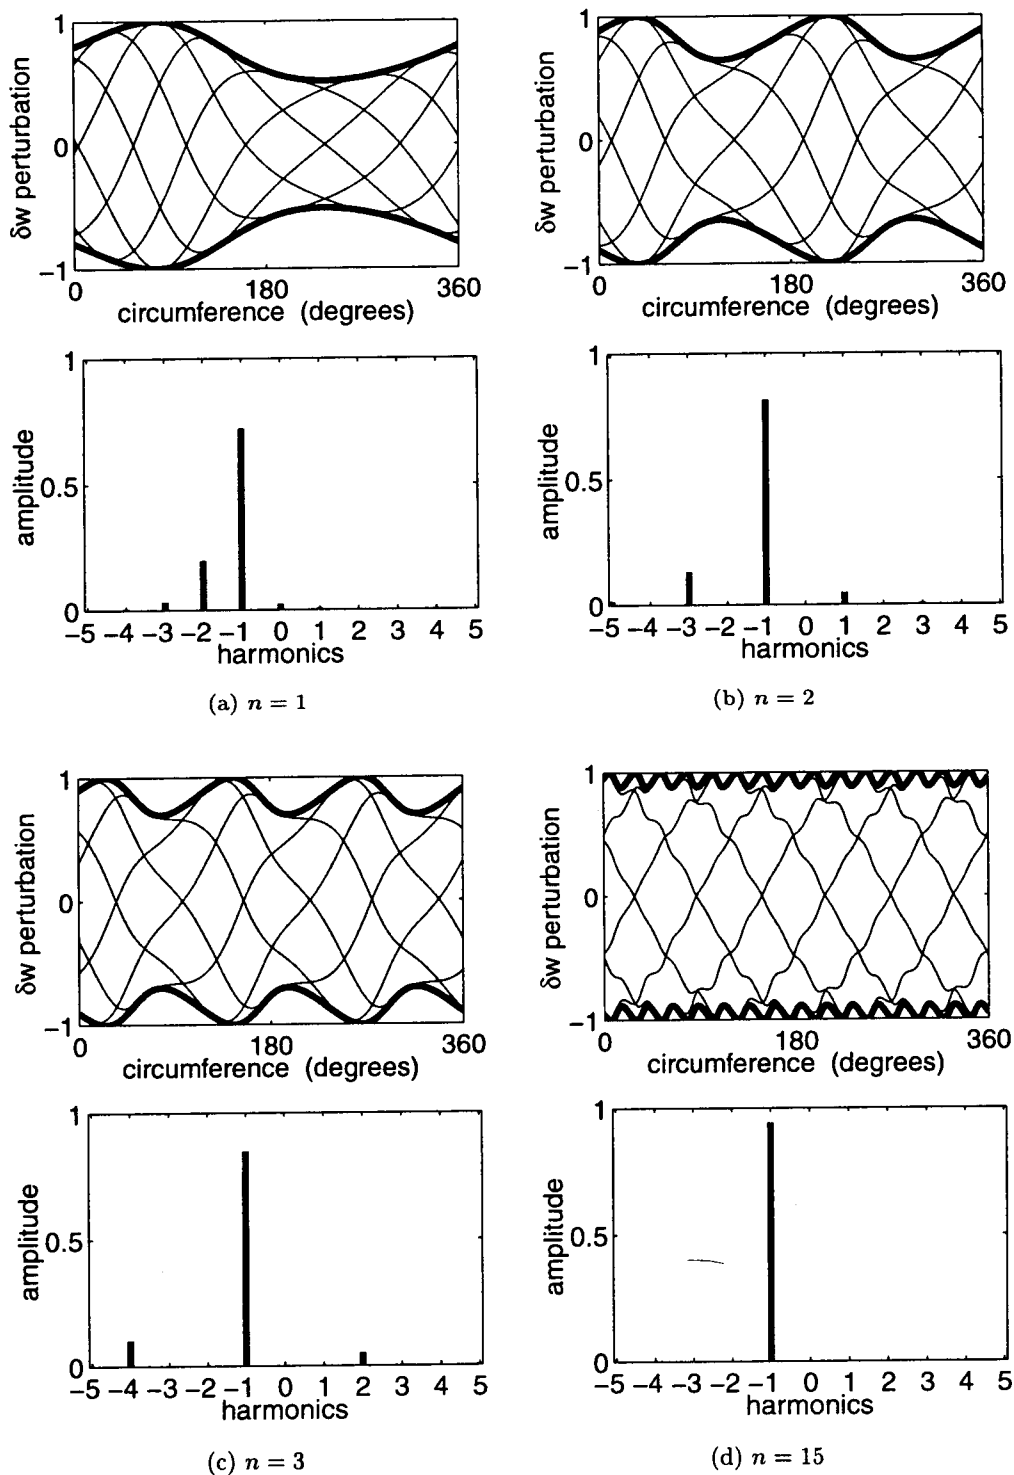 1
0
−1
δw perturbation
0
180
360
circumference (degrees)
1
0.5
0
amplitude
−5 −4 −3 −2 −1 0 1 2 3 4 5
harmonics
(a) n = 1
1
0
−1
δw perturbation
0
180
360
circumference (degrees)
1
0.5
0
amplitude
−5 −4 −3 −2 −1 0 1 2 3 4 5
harmonics
(b) n = 2
1
0
−1
δw perturbation
0
180
360
circumference (degrees)
1
0.5
0
amplitude
−5 −4 −3 −2 −1 0 1 2 3 4 5
harmonics
(c) n = 3
1
0
−1
δw perturbation
0
180
360
circumference (degrees)
1
0.5
0
amplitude
−5 −4 −3 −2 −1 0 1 2 3 4 5
harmonics
(d) n = 15